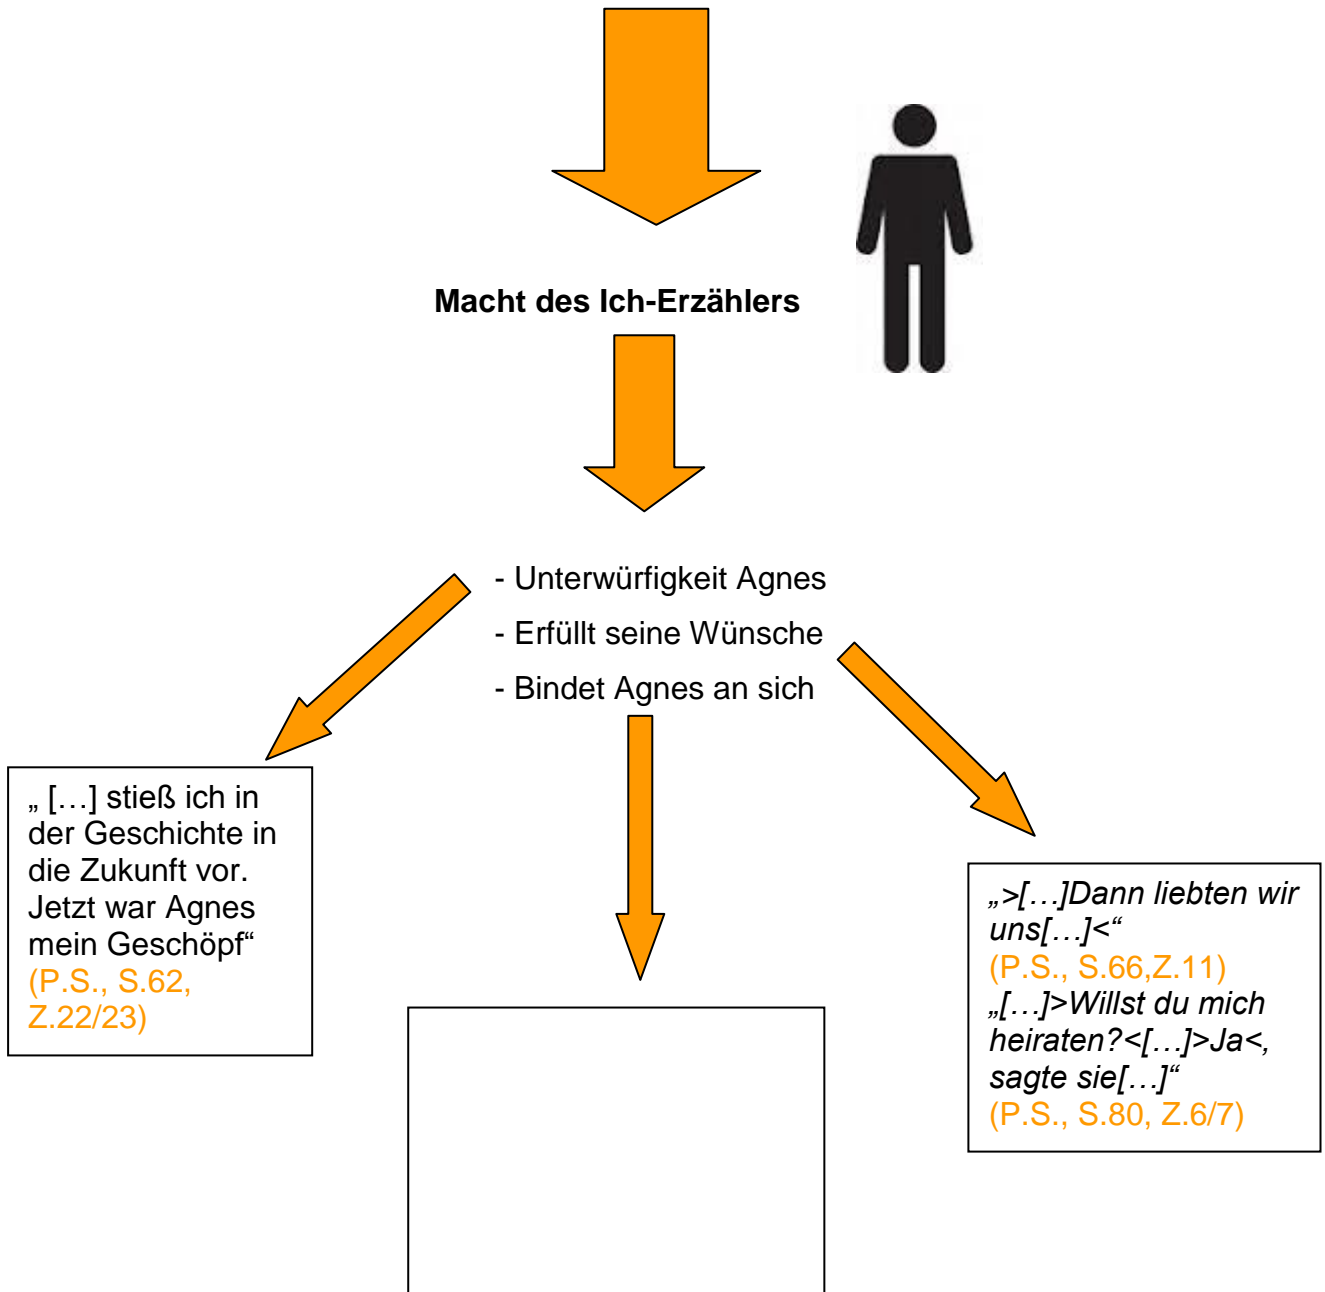 Macht des Ich-Erzählers
- Unterwürfigkeit Agnes
- Erfüllt seine Wünsche
- Bindet Agnes an sich
„ […] stieß ich in
der Geschichte in
die Zukunft vor.
Jetzt war Agnes
mein Geschöpf“
(P.S., S.62,
Z.22/23)
„>[…]Dann liebten wir
uns[…]<“
(P.S., S.66,Z.11)
„[…]>Willst du mich
heiraten?<[…]>Ja<,
sagte sie[…]“
(P.S., S.80, Z.6/7)